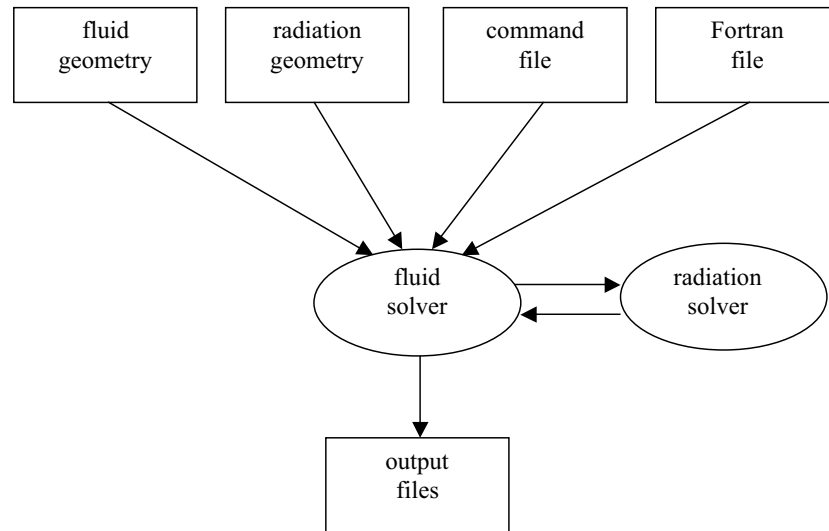 fluid
geometry
radiation
geometry
command
file
Fortran
file
fluid
solver
radiation
solver
output
files